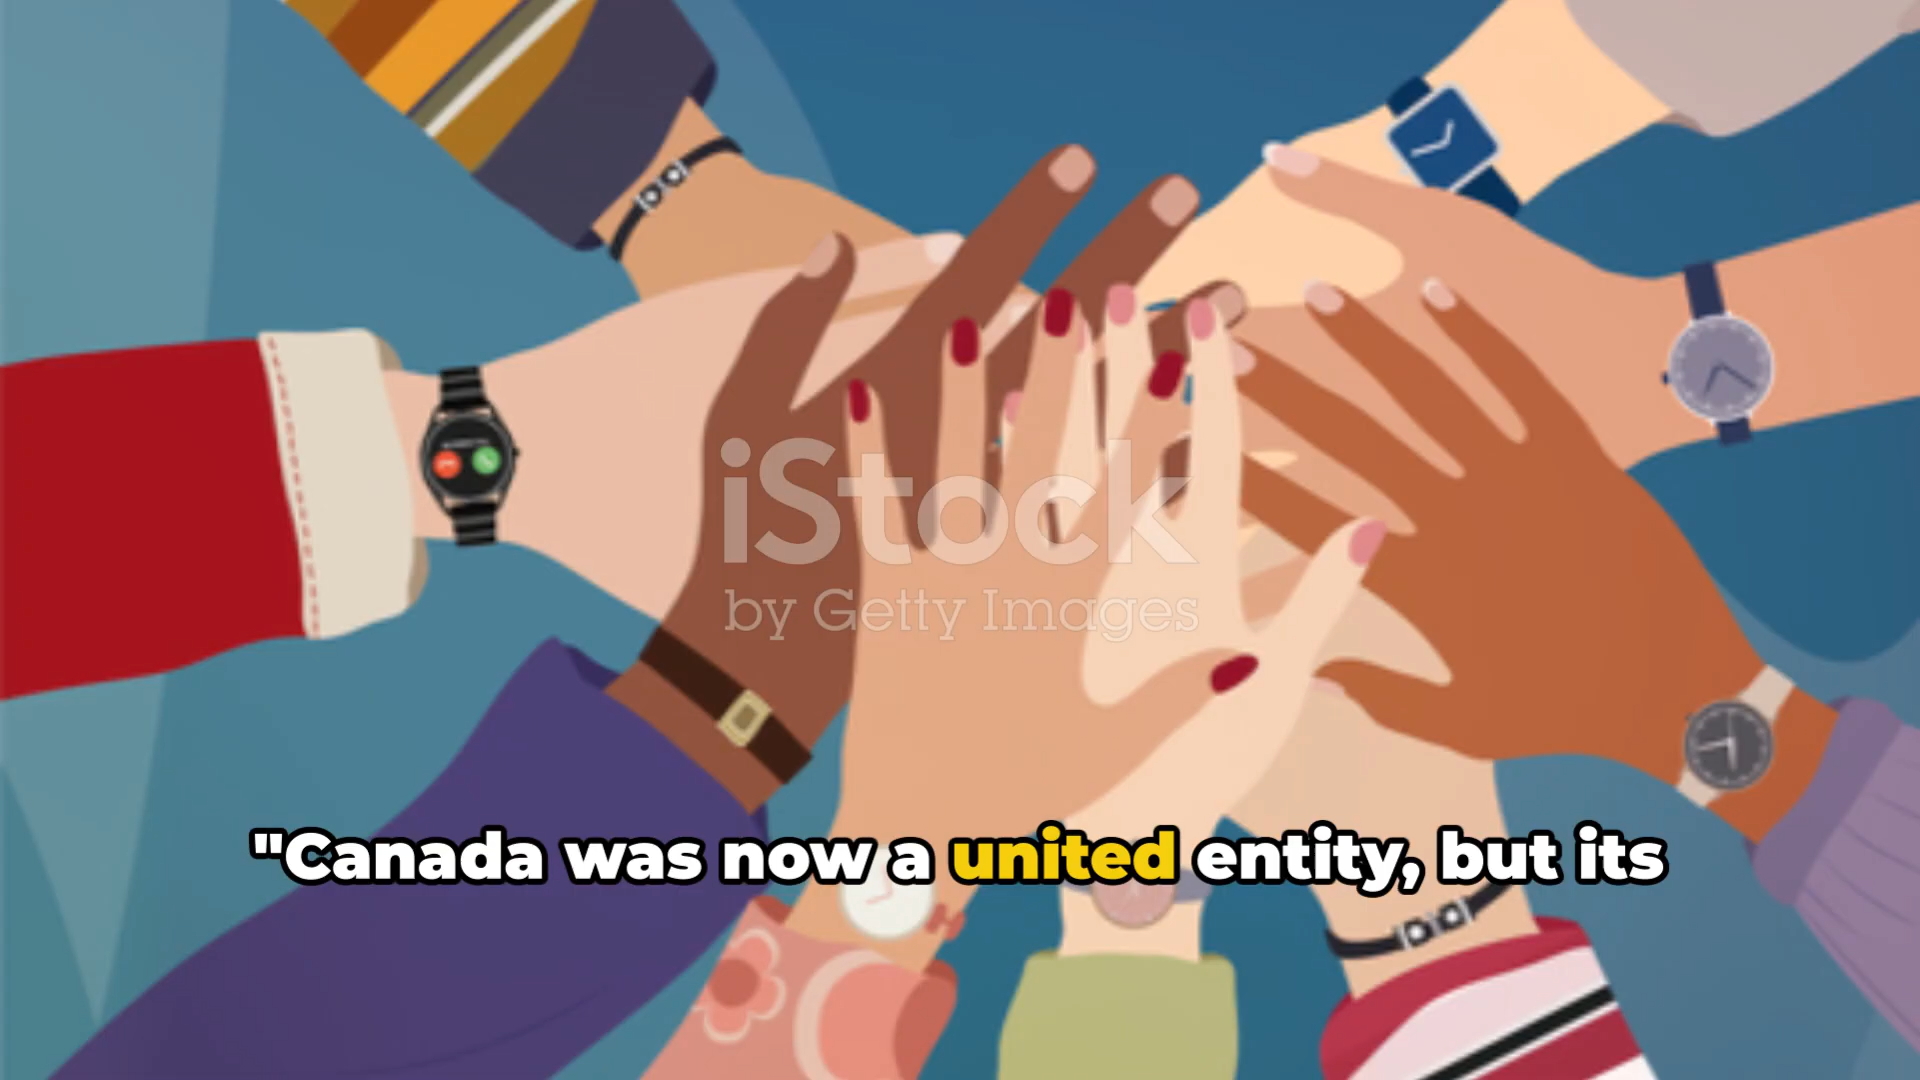 iStock
by Getty Images
"Canada was now a united entity, but its